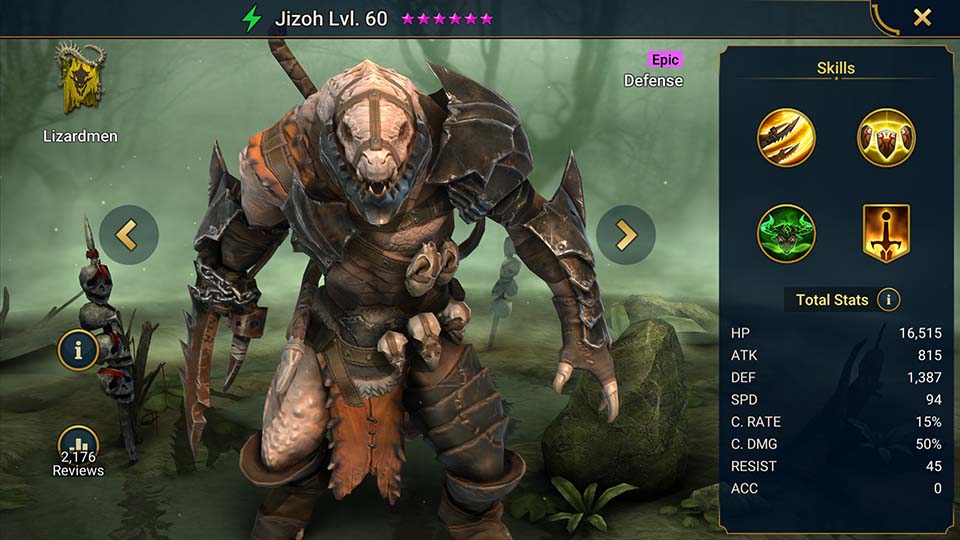 Jizoh Lvl. 60
Lizardmen
Epic
Defense
2,176
Reviews
Skills
Total Stats i
HP 16,515
ATK 815
DEF 1,387
SPD 94
C. RATE 15%
C. DMG 50%
RESIST 45
ACC 0
i